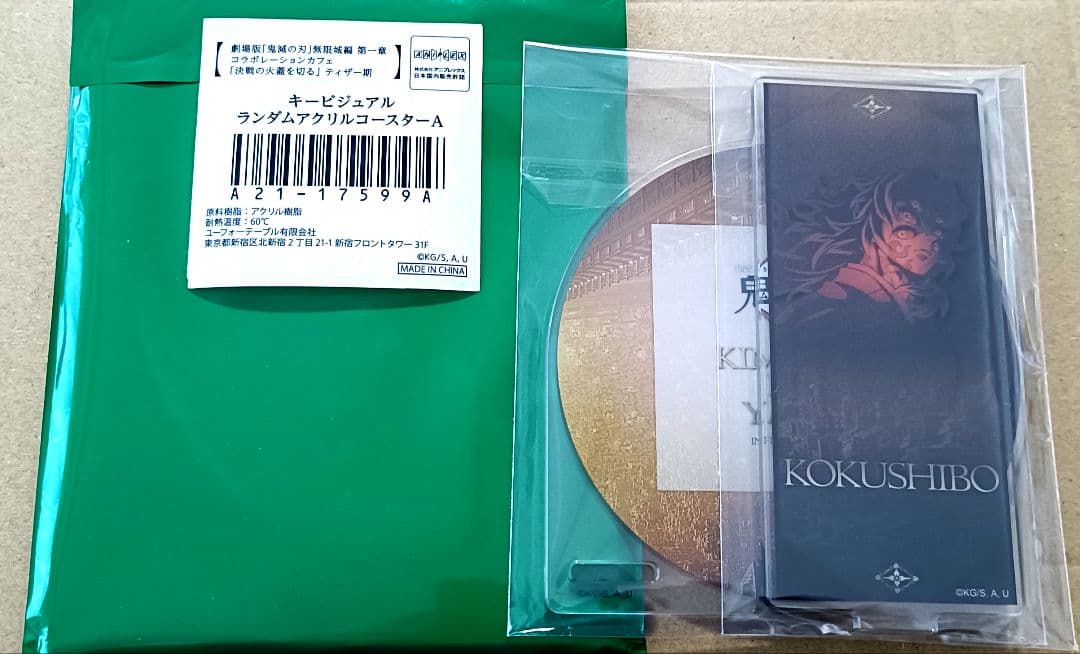 劇場版「鬼滅の刃」無限城編 第一章
コラボレーションカフェ
「決戦の火蓋を切る」ティザー期
ANIPLEX
株式会社アニプレックス
日本国内販売許諾
キービジュアル
ランダムアクリルコースターA
A21-17599A
原料樹脂：アクリル樹脂
耐熱温度：60℃
ユーフォーテーブル有限会社
東京都新宿区北新宿2丁目21-1 新宿フロントタワー 31F
©KG/S, A, U
MADE IN CHINA
鬼
KIM
Y
KOKUSHIBO
©KG/S, A, U
©KG/S, A, U